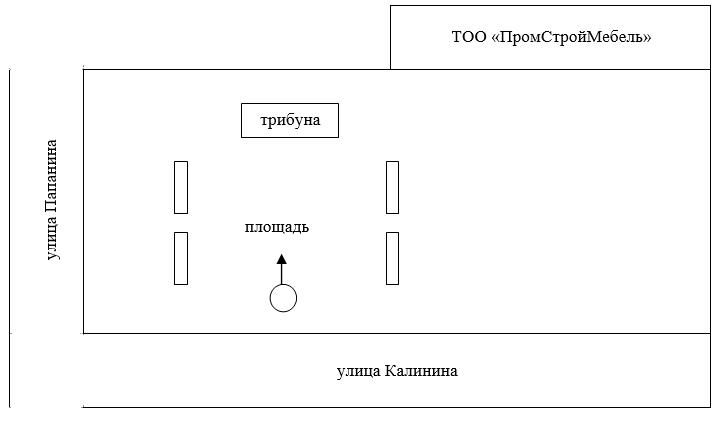 ТОО «ПромСтройМебель»
трибуна
улица Папанина
площадь
улица Калинина